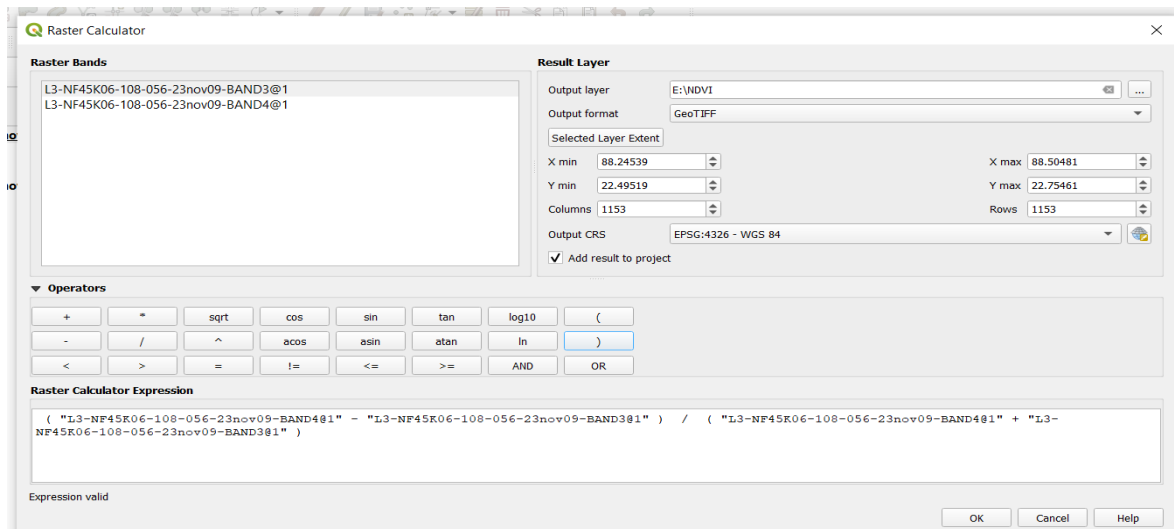 Raster Calculator
Raster Bands
L3-NF45K06-108-056-23nov09-BAND3@1
L3-NF45K06-108-056-23nov09-BAND4@1
Result Layer
Output layer E:\NDVI ...
Output format GeoTIFF
Selected Layer Extent
X min 88.24539 X max 88.50481
Y min 22.49519 Y max 22.75461
Columns 1153 Rows 1153
Output CRS EPSG:4326 - WGS 84
Add result to project
Operators
+ * sqrt cos sin tan log10 (
- / ^ acos asin atan ln )
< > = != <= >= AND OR
Raster Calculator Expression
( "L3-NF45K06-108-056-23nov09-BAND4@1" - "L3-NF45K06-108-056-23nov09-BAND3@1" ) / ( "L3-NF45K06-108-056-23nov09-BAND4@1" + "L3-
NF45K06-108-056-23nov09-BAND3@1" )
Expression valid
OK Cancel Help